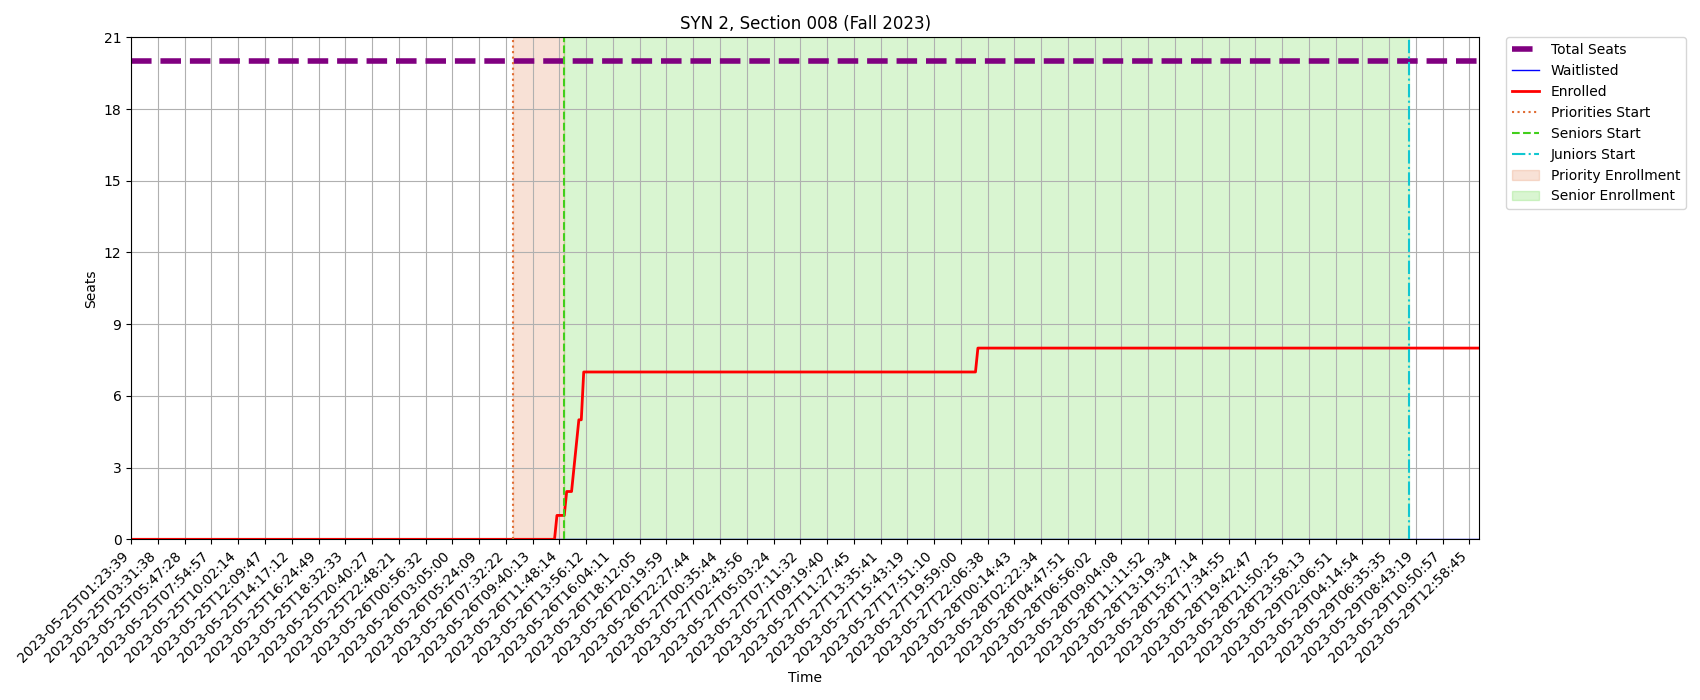 SYN 2, Section 008 (Fall 2023)
21
18
15
12
9
6
3
0
Seats
Total Seats
Waitlisted
Enrolled
Priorities Start
Seniors Start
Juniors Start
Priority Enrollment
Senior Enrollment
2023-05-25T01:23:39
2023-05-25T03:31:38
2023-05-25T05:47:28
2023-05-25T07:54:57
2023-05-25T10:02:14
2023-05-25T12:09:47
2023-05-25T14:17:12
2023-05-25T16:24:49
2023-05-25T18:32:33
2023-05-25T20:40:27
2023-05-25T22:48:21
2023-05-26T00:56:32
2023-05-26T03:05:00
2023-05-26T05:24:09
2023-05-26T07:32:22
2023-05-26T09:40:13
2023-05-26T11:48:14
2023-05-26T13:56:12
2023-05-26T16:04:11
2023-05-26T18:12:05
2023-05-26T20:19:59
2023-05-26T22:27:44
2023-05-27T00:35:44
2023-05-27T02:43:56
2023-05-27T05:03:24
2023-05-27T07:11:32
2023-05-27T09:19:40
2023-05-27T11:27:45
2023-05-27T13:35:41
2023-05-27T15:43:19
2023-05-27T17:51:10
2023-05-27T19:59:00
2023-05-27T22:06:38
2023-05-28T00:14:43
2023-05-28T02:22:34
2023-05-28T04:47:51
2023-05-28T06:56:02
2023-05-28T09:04:08
2023-05-28T11:11:52
2023-05-28T13:19:34
2023-05-28T15:27:14
2023-05-28T17:34:55
2023-05-28T19:42:47
2023-05-28T21:50:25
2023-05-28T23:58:13
2023-05-29T02:06:51
2023-05-29T04:14:54
2023-05-29T06:35:35
2023-05-29T08:43:19
2023-05-29T10:50:57
2023-05-29T12:58:45
Time